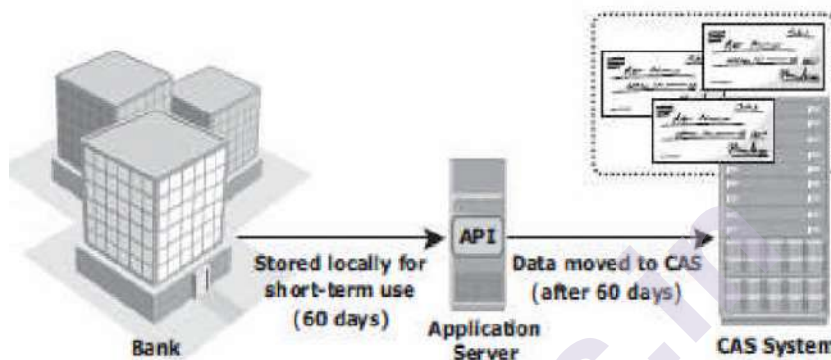 API
Stored locally for
short-term use
(60 days)
Data moved to CAS
(after 60 days)
Bank
Application
Server
CAS System